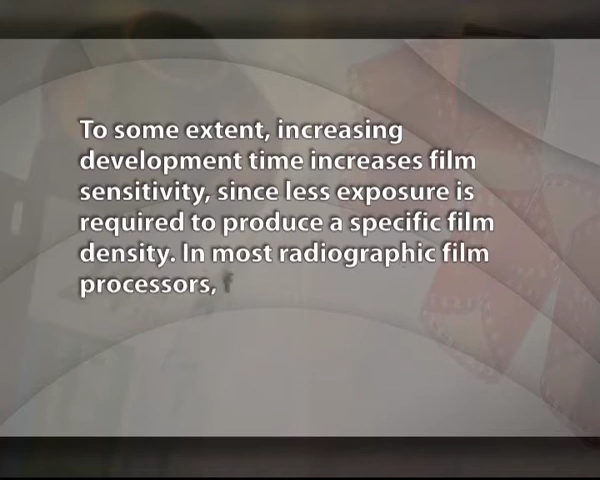 To some extent, increasing
development time increases film
sensitivity, since less exposure is
required to produce a specific film
density. In most radiographic film
processors,